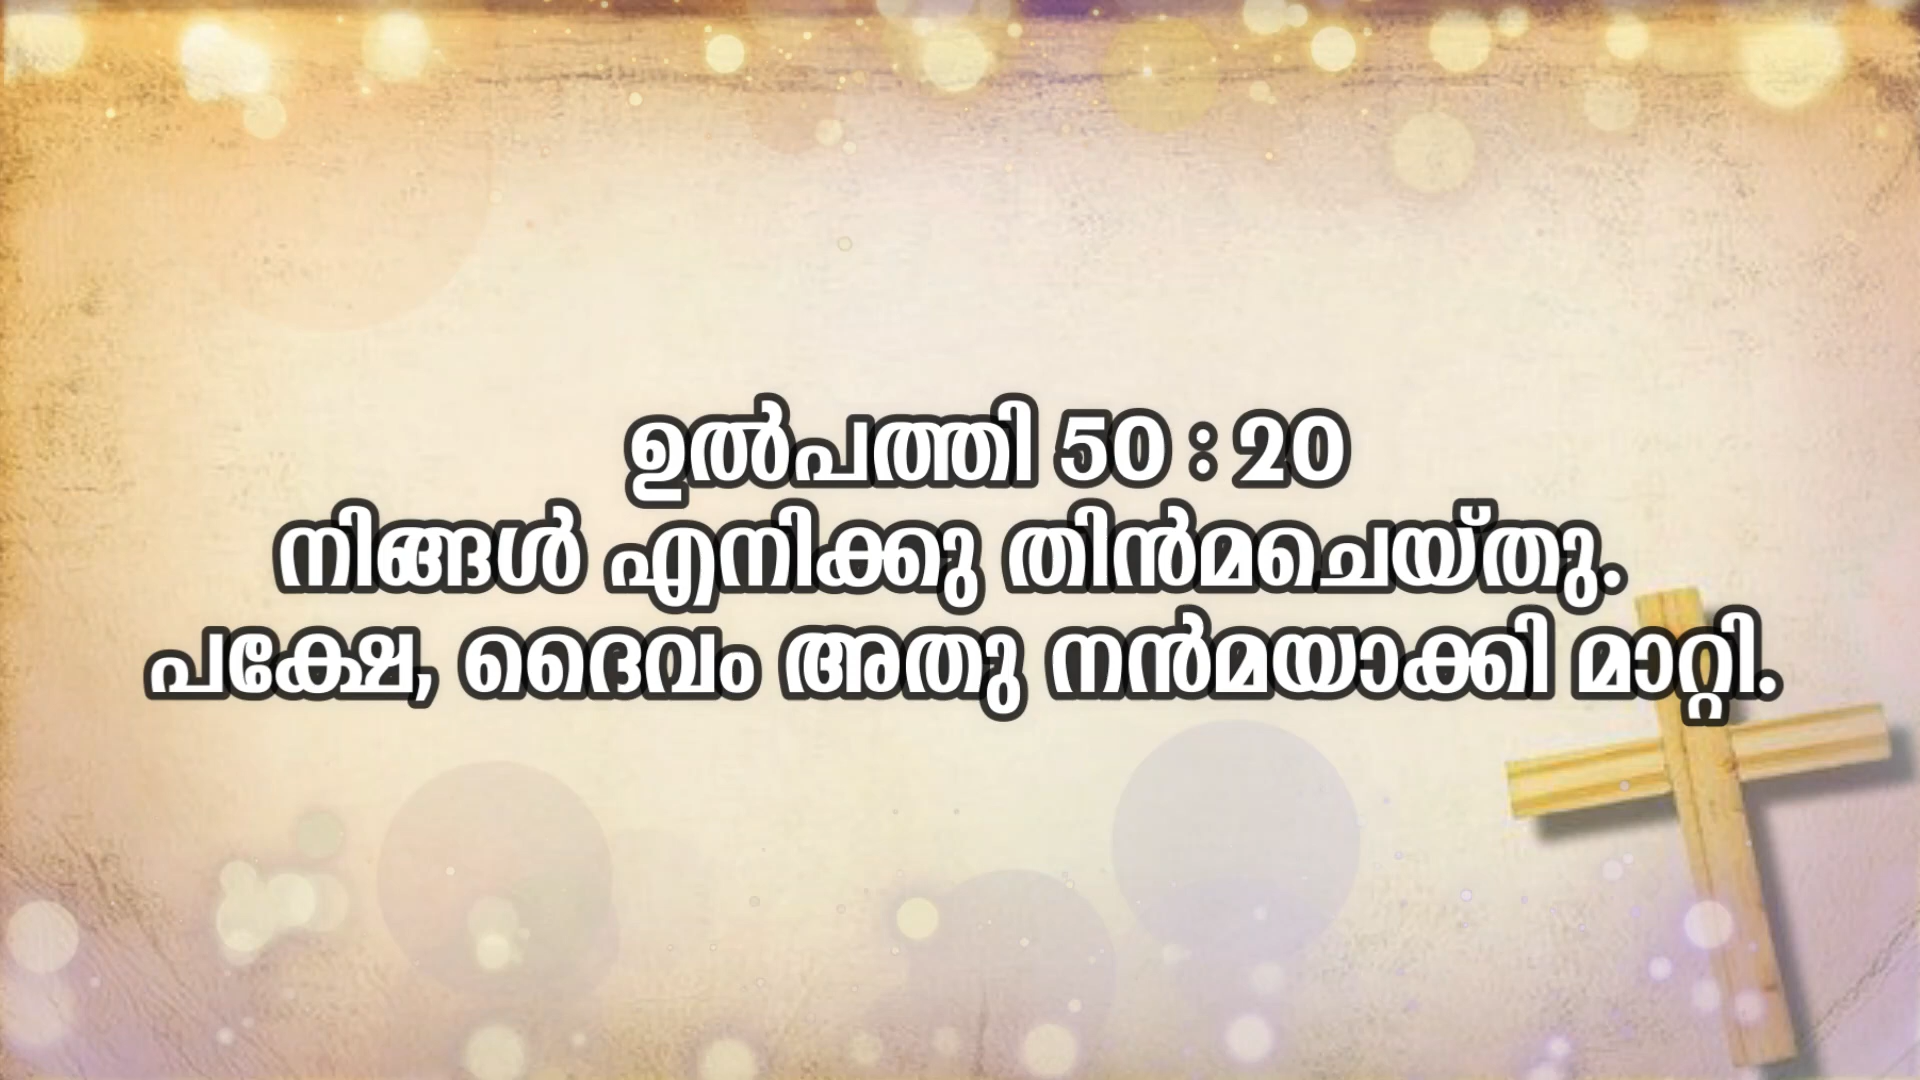 ഉൽപത്തി 50 : 20
നിങ്ങൾ എനിക്കു തിൻമചെയ്തു.
പക്ഷേ, ദൈവം അതു നൻമയാക്കി മാറ്റി.